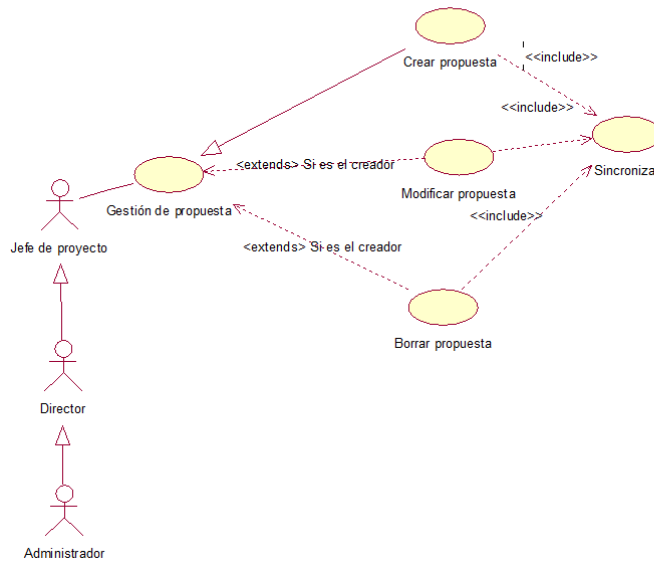 Crear propuesta
<<include>>
<<include>>
<extends> Si es el creador
Sincroniza
Modificar propuesta
Gestión de propuesta
<<include>>
Jefe de proyecto
<extends> Si es el creador
Borrar propuesta
Director
Administrador